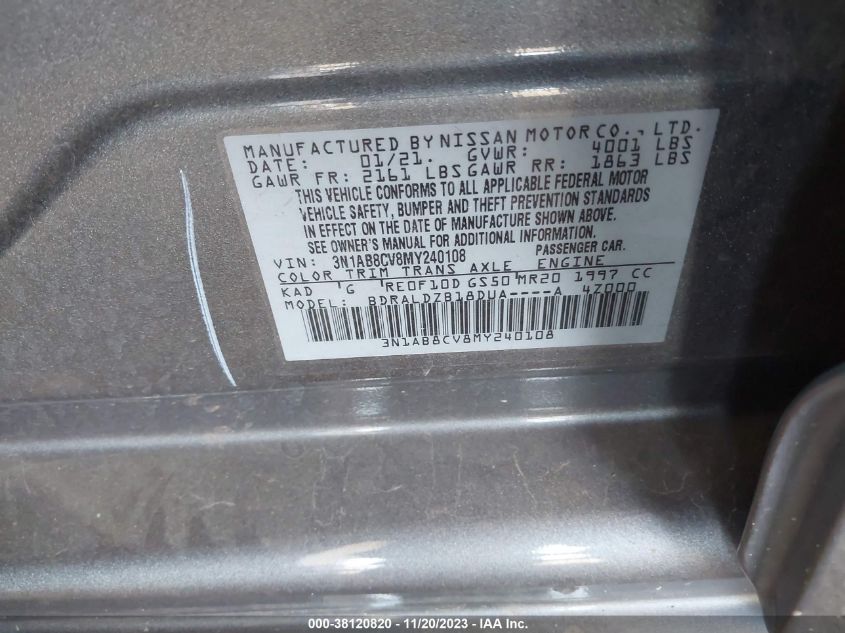 MANUFACTURED BY NISSAN MOTOR CO., LTD.
DATE: 01/21. GVWR: 4001 LBS
GAWR FR: 2161 LBS GAWR RR: 1863 LBS
THIS VEHICLE CONFORMS TO ALL APPLICABLE FEDERAL MOTOR
VEHICLE SAFETY, BUMPER AND THEFT PREVENTION STANDARDS
IN EFFECT ON THE DATE OF MANUFACTURE SHOWN ABOVE.
SEE OWNER'S MANUAL FOR ADDITIONAL INFORMATION.
VIN: 3N1AB8CV8MY240108 PASSENGER CAR.
COLOR TRIM TRANS AXLE ENGINE
KAD 'G 'RE0F10D GS50 MR20 1997 CC
MODEL: BDRALDZB18DUA----A 4Z000
3N1AB8CV8MY240108
000-38120820 - 11/20/2023 - IAA Inc.